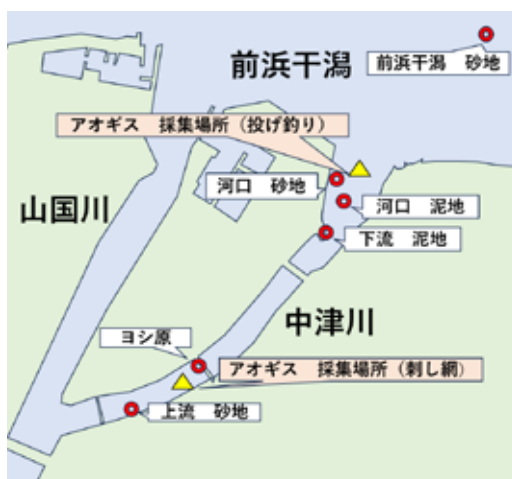 前浜干潟
前浜干潟 砂地
アオギス 採集場所（投げ釣り）
河口 砂地
山国川
河口 泥地
下流 泥地
中津川
ヨシ原
アオギス 採集場所（刺し網）
上流 砂地